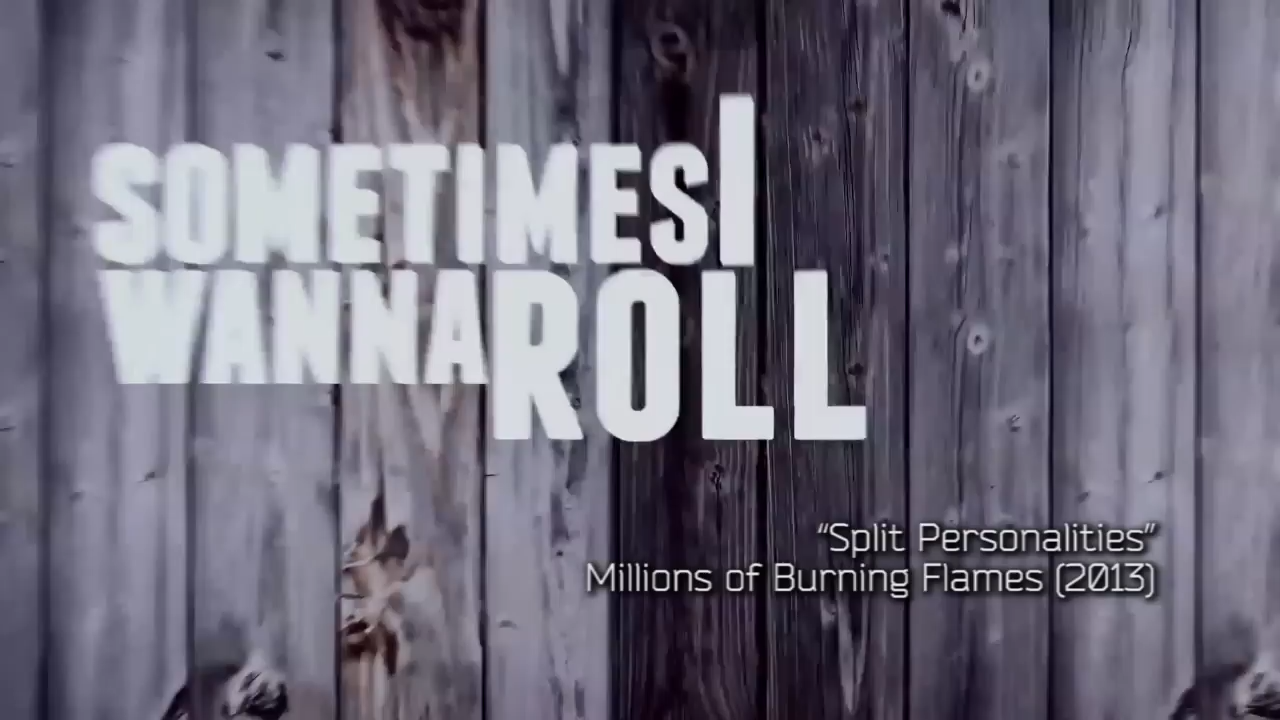 SOMETIMES I
WANNA ROLL
“Split Personalities”
Millions of Burning Flames (2013)